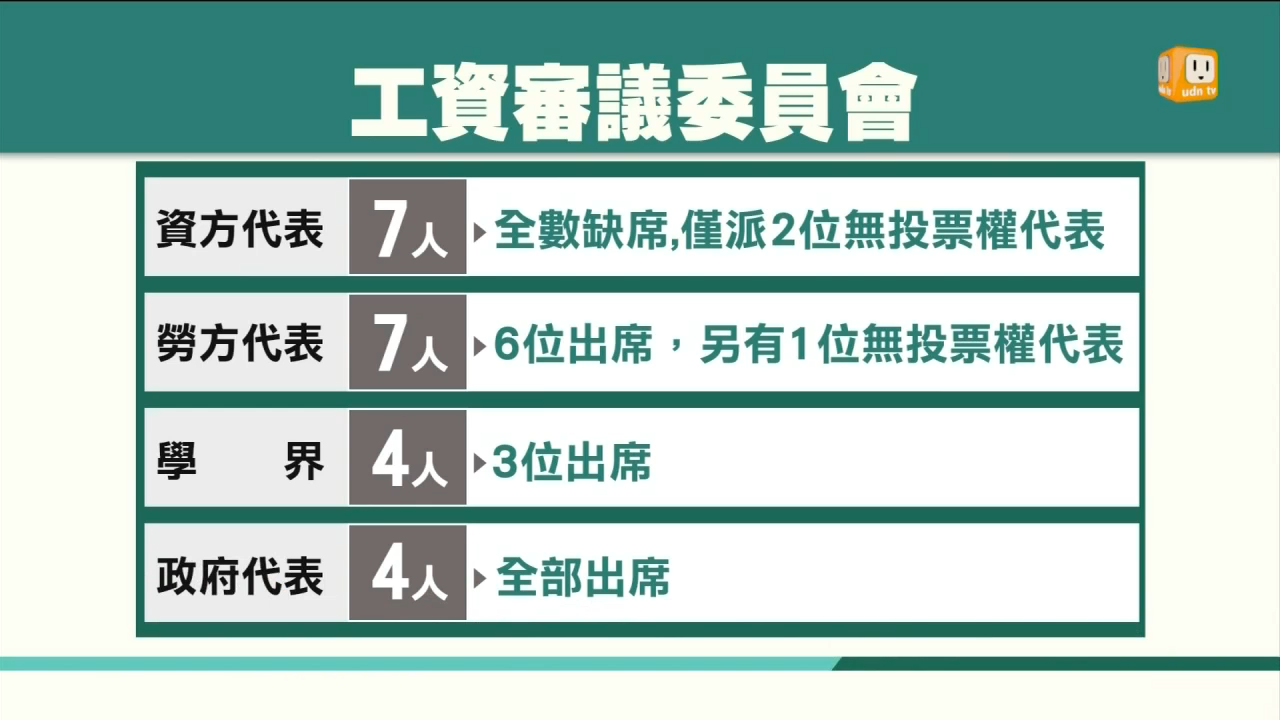 工資審議委員會
udn tv
資方代表 7人 全數缺席,僅派2位無投票權代表
勞方代表 7人 6位出席，另有1位無投票權代表
學 界 4人 3位出席
政府代表 4人 全部出席